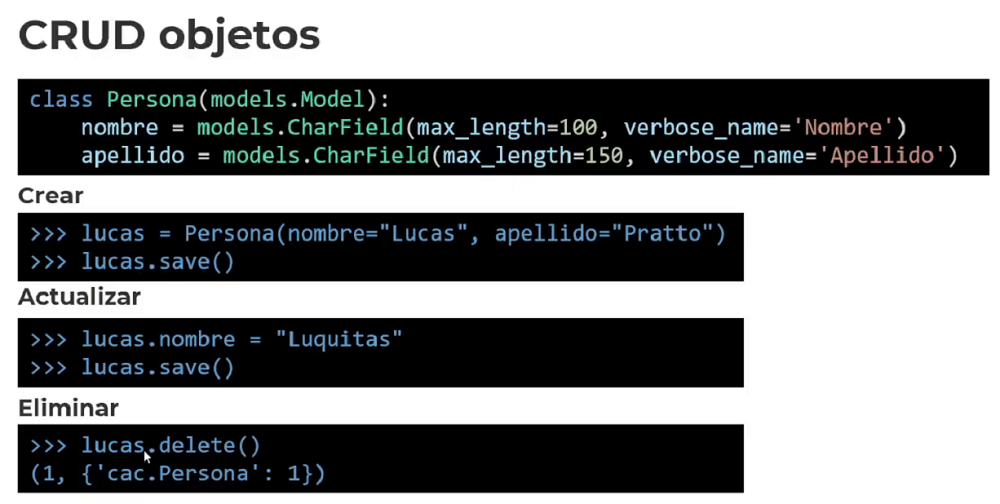 CRUD objetos
class Persona(models.Model):
    nombre = models.CharField(max_length=100, verbose_name='Nombre')
    apellido = models.CharField(max_length=150, verbose_name='Apellido')
Crear
>>> lucas = Persona(nombre="Lucas", apellido="Pratto")
>>> lucas.save()
Actualizar
>>> lucas.nombre = "Luquitas"
>>> lucas.save()
Eliminar
>>> lucas.delete()
(1, {'cac.Persona': 1})